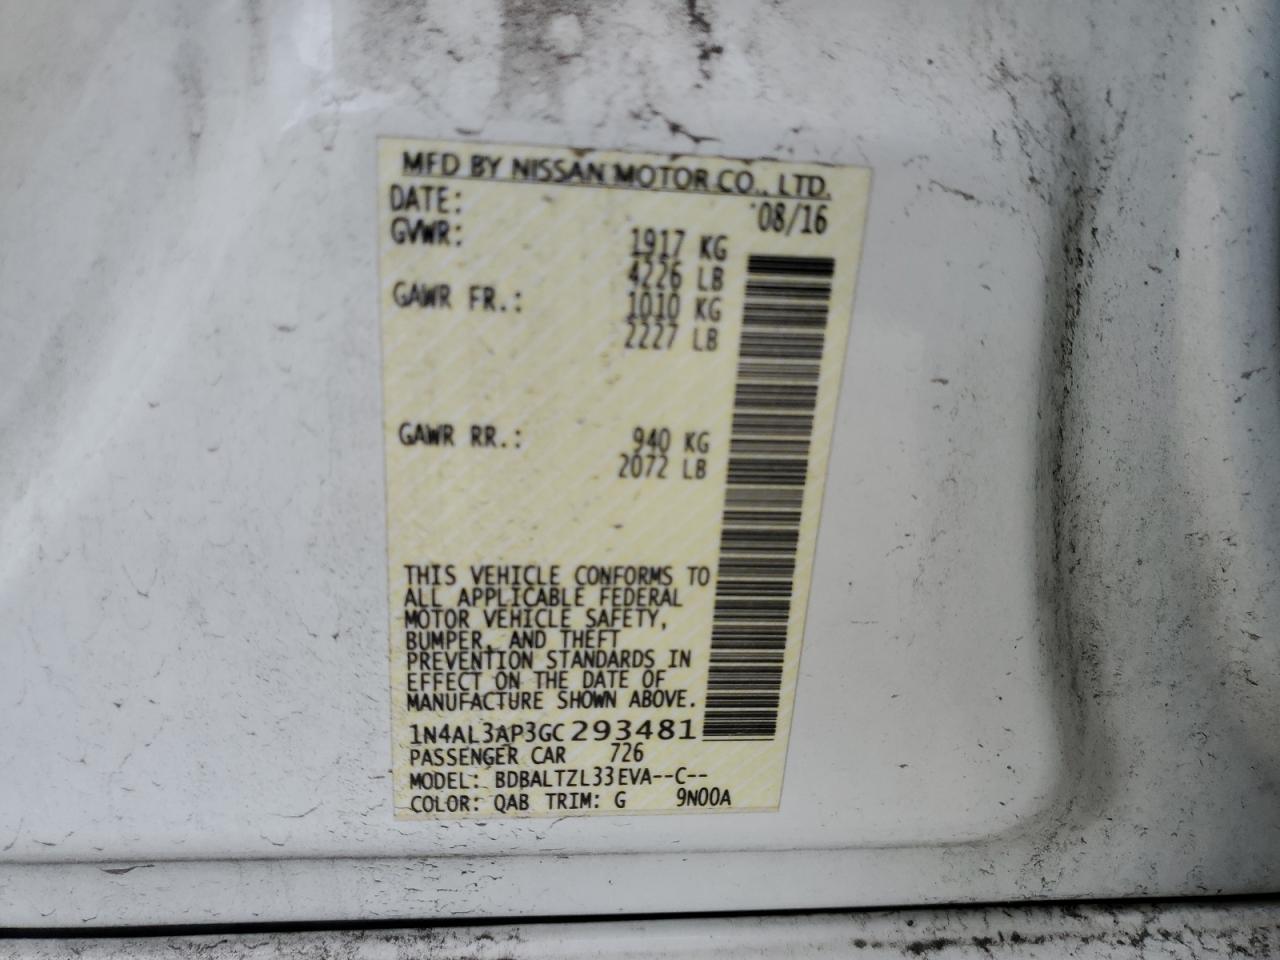 MFD BY NISSAN MOTOR CO., LTD.
DATE: 08/16
GVWR: 1917 KG
4226 LB
GAWR FR.: 1010 KG
2227 LB
GAWR RR.: 940 KG
2072 LB
THIS VEHICLE CONFORMS TO
ALL APPLICABLE FEDERAL
MOTOR VEHICLE SAFETY,
BUMPER, AND THEFT
PREVENTION STANDARDS IN
EFFECT ON THE DATE OF
MANUFACTURE SHOWN ABOVE.
1N4AL3AP3GC293481
PASSENGER CAR 726
MODEL: BDBALTZL33EVA--C--
COLOR: QAB TRIM: G 9N00A